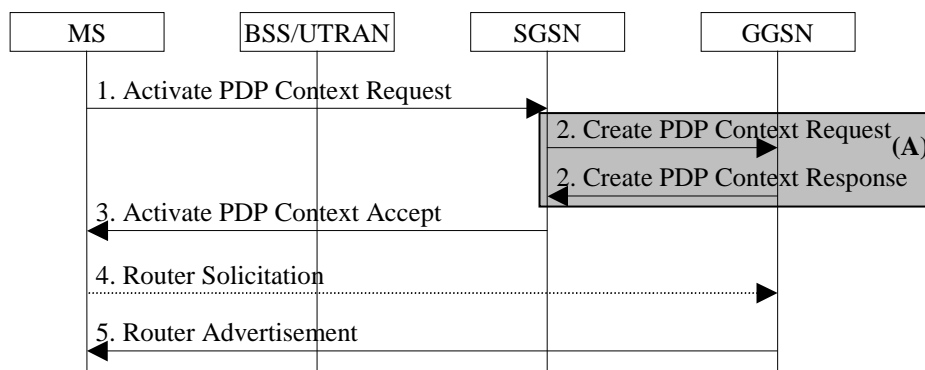 MS BSS/UTRAN SGSN GGSN
1. Activate PDP Context Request
2. Create PDP Context Request
(A)
2. Create PDP Context Response
3. Activate PDP Context Accept
4. Router Solicitation
5. Router Advertisement